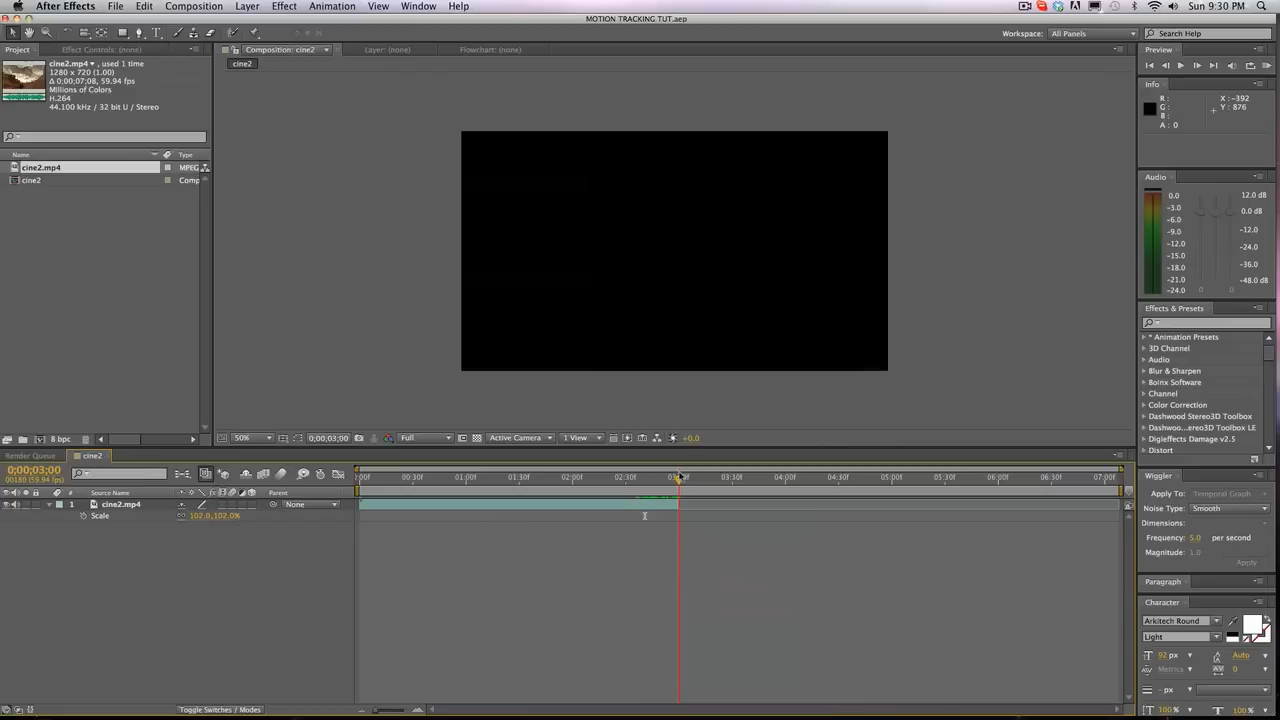 After Effects File Edit Composition Layer Effect Animation View Window Help Sun 9:30 PM
MOTION TRACKING TUT.aep
Workspace: All Panels Search Help
Project Effect Controls: (none) Composition: cine2 Layer: (none) Flowchart: (none) Preview
cine2
cine2.mp4 , used 1 time
1280 x 720 (1.00)
Δ 0;00;07;08, 59.94 fps
Millions of Colors
H.264
44.100 kHz / 32 bit U / Stereo
Info
R : X : -392
G : Y : 876
B :
A : 0
Name Type
cine2.mp4 MPEG
cine2 Comp
Audio
0.0 12.0 dB
-3.0
-6.0 0.0 dB
-9.0
-12.0 -12.0
-15.0 -24.0
-18.0 -36.0
-21.0
-24.0 -48.0 dB
Effects & Presets
* Animation Presets
3D Channel
Audio
Blur & Sharpen
Boinx Software
Channel
Color Correction
Dashwood Stereo3D Toolbox
Dashwoo...ereo3D Toolbox LE
Digieffects Damage v2.5
Distort
8 bpc 50% 0;00;03;00 Full Active Camera 1 View +0.0
Render Queue cine2
0;00;03;00
00180 (59.94 fps)
:00f 00:30f 01:00f 01:30f 02:00f 02:30f 03:30f 04:00f 04:30f 05:00f 05:30f 06:00f 06:30f 07:00f
# Source Name Parent
1 cine2.mp4 None
Scale 102.0,102.0%
Wiggler
Apply To: Temporal Graph
Noise Type: Smooth
Dimensions:
Frequency: 5.0 per second
Magnitude: 1.0
Apply
Paragraph
Character
Arkitech Round
Light
92 px Auto
Metrics 0
- px
100% 100%
Toggle Switches / Modes